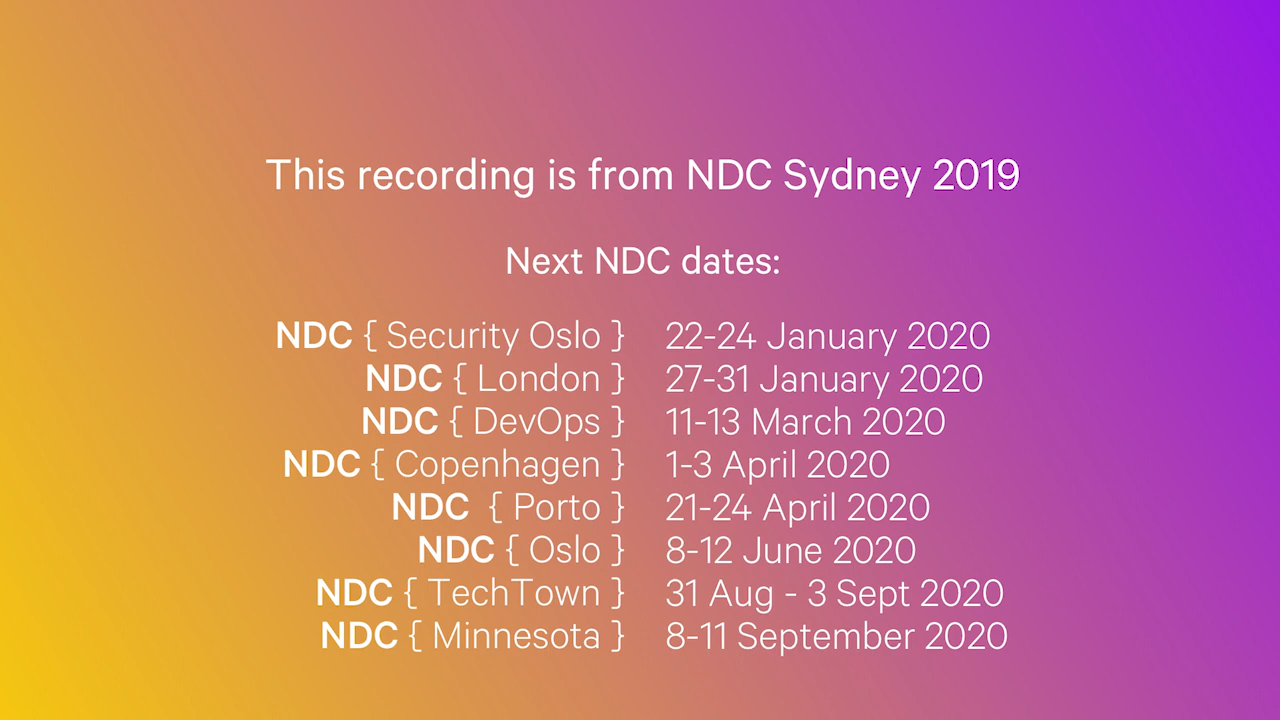 This recording is from NDC Sydney 2019
Next NDC dates:
NDC { Security Oslo } 22-24 January 2020
NDC { London } 27-31 January 2020
NDC { DevOps } 11-13 March 2020
NDC { Copenhagen } 1-3 April 2020
NDC { Porto } 21-24 April 2020
NDC { Oslo } 8-12 June 2020
NDC { TechTown } 31 Aug - 3 Sept 2020
NDC { Minnesota } 8-11 September 2020